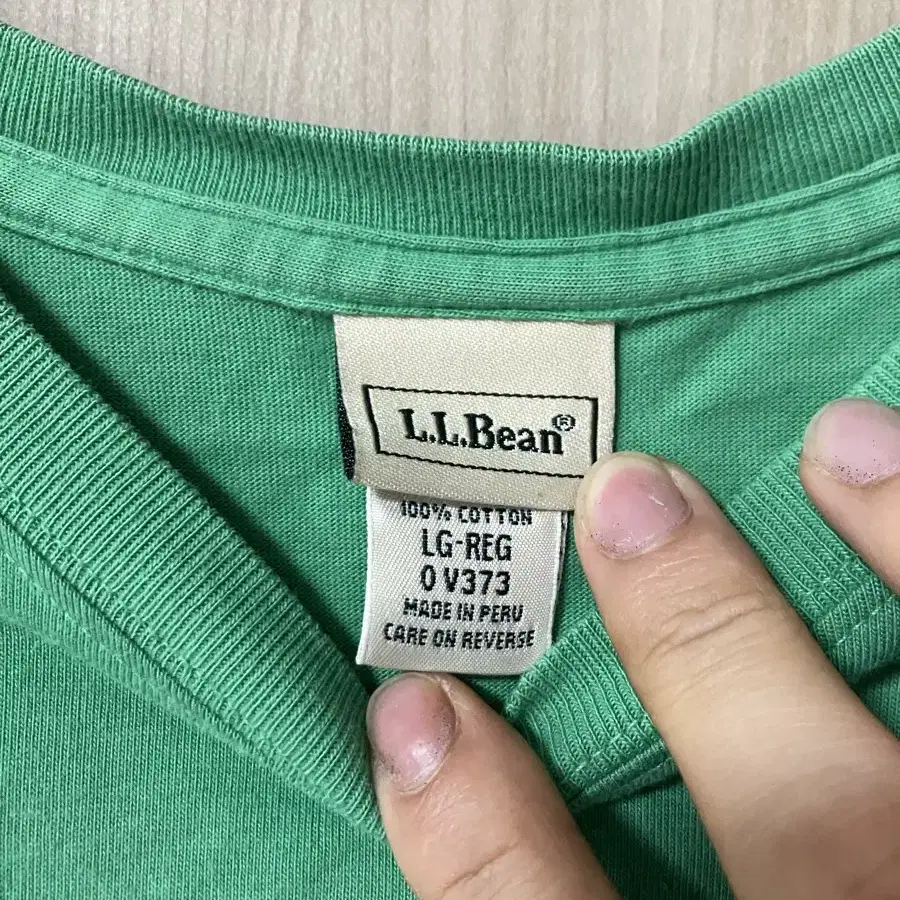 L.L.Bean®
100% COTTON
LG-REG
0 V373
MADE IN PERU
CARE ON REVERSE